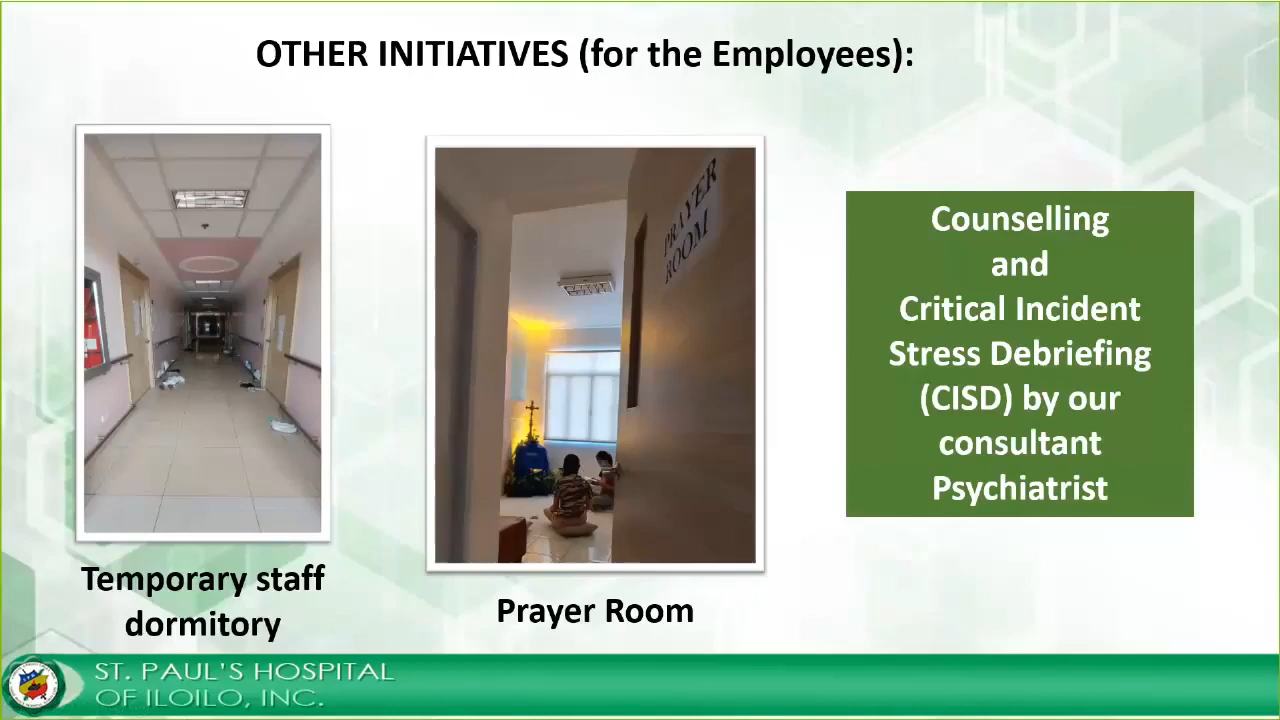 OTHER INITIATIVES (for the Employees):
PRAYER
ROOM
Counselling
and
Critical Incident
Stress Debriefing
(CISD) by our
consultant
Psychiatrist
Temporary staff
dormitory
Prayer Room
ST. PAUL'S HOSPITAL
OF ILOILO, INC.